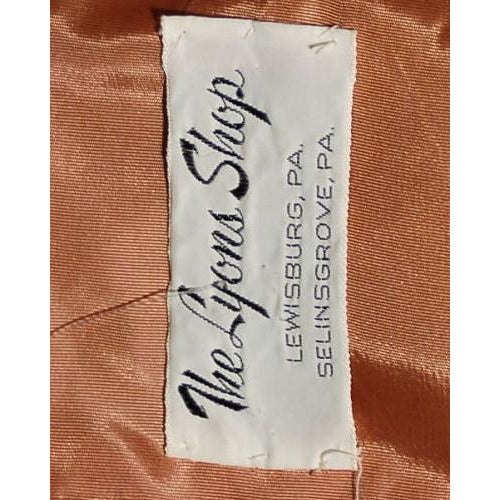 The Lyons Shop
LEWISBURG, PA.
SELINSGROVE, PA.